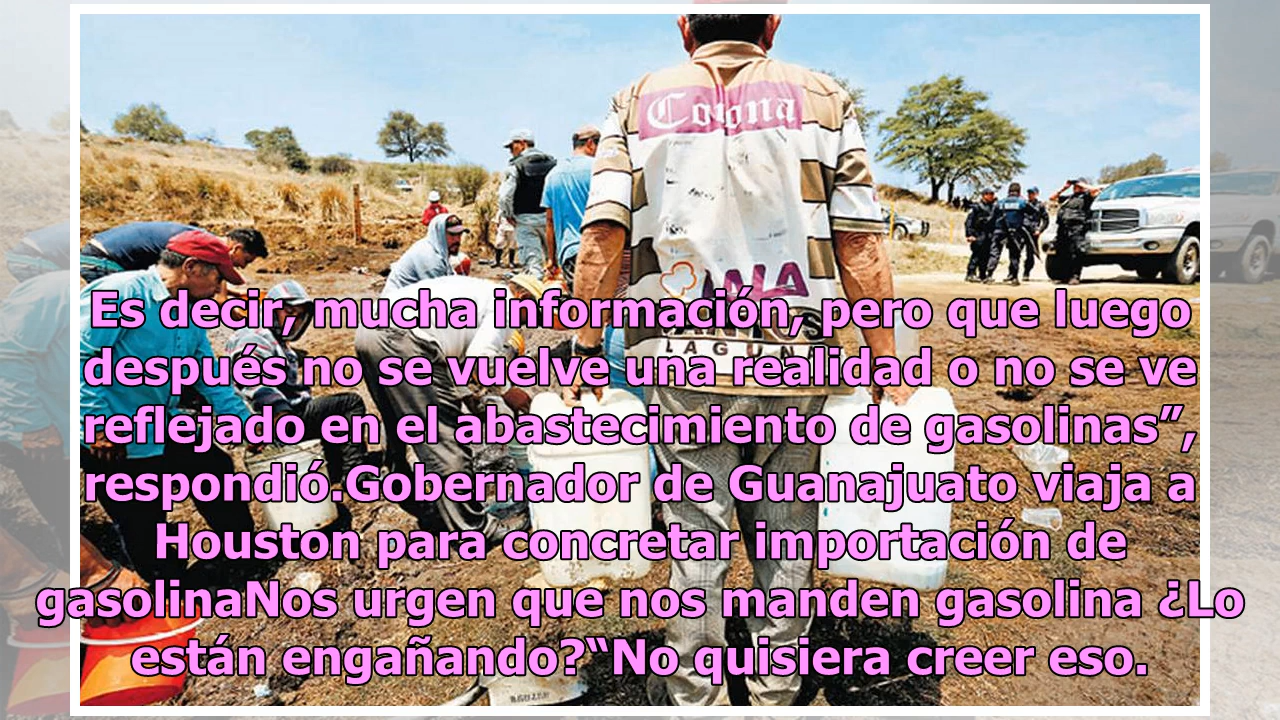 Corona
Es decir, mucha información, pero que luego
después no se vuelve una realidad o no se ve
reflejado en el abastecimiento de gasolinas”,
respondió.Gobernador de Guanajuato viaja a
Houston para concretar importación de
gasolinaNos urgen que nos manden gasolina ¿Lo
están engañando?“No quisiera creer eso.